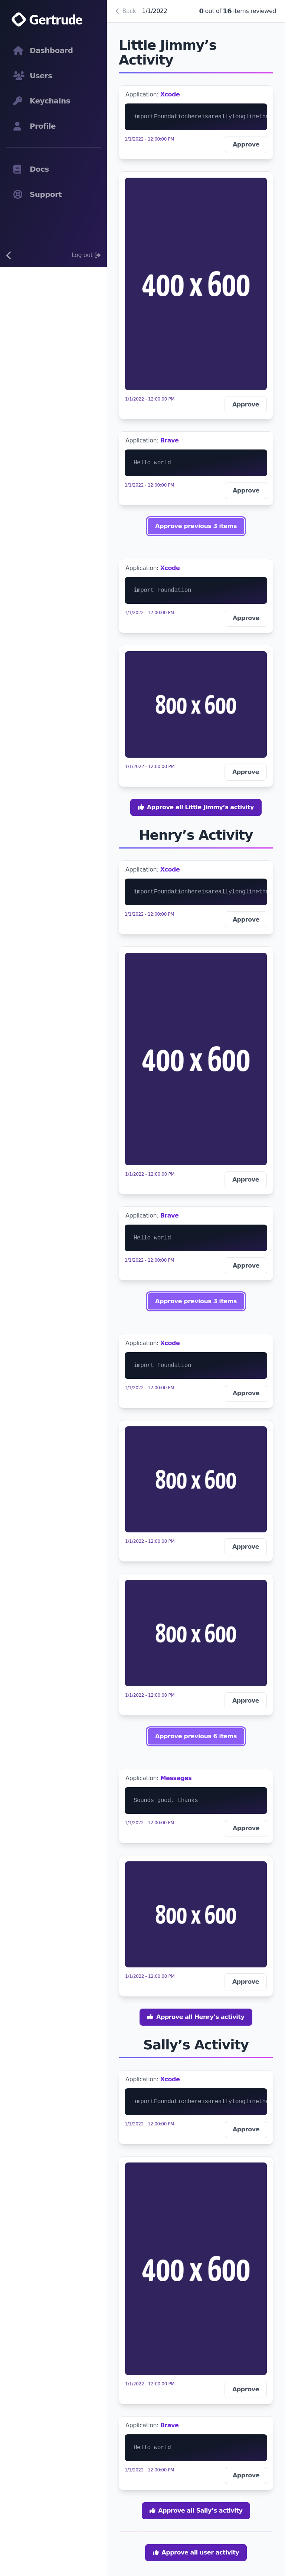 Gertrude
Dashboard
Users
Keychains
Profile
Docs
Support
Log out
Back 1/1/2022 0 out of 16 items reviewed
Little Jimmy’s
Activity
Application: Xcode
importFoundationhereisareallylonglineth
1/1/2022 - 12:00:00 PM
Approve
400 x 600
1/1/2022 - 12:00:00 PM
Approve
Application: Brave
Hello world
1/1/2022 - 12:00:00 PM
Approve
Approve previous 3 items
Application: Xcode
import Foundation
1/1/2022 - 12:00:00 PM
Approve
800 x 600
1/1/2022 - 12:00:00 PM
Approve
Approve all Little Jimmy’s activity
Henry’s Activity
Application: Xcode
importFoundationhereisareallylonglineth
1/1/2022 - 12:00:00 PM
Approve
400 x 600
1/1/2022 - 12:00:00 PM
Approve
Application: Brave
Hello world
1/1/2022 - 12:00:00 PM
Approve
Approve previous 3 items
Application: Xcode
import Foundation
1/1/2022 - 12:00:00 PM
Approve
800 x 600
1/1/2022 - 12:00:00 PM
Approve
800 x 600
1/1/2022 - 12:00:00 PM
Approve
Approve previous 6 items
Application: Messages
Sounds good, thanks
1/1/2022 - 12:00:00 PM
Approve
800 x 600
1/1/2022 - 12:00:00 PM
Approve
Approve all Henry’s activity
Sally’s Activity
Application: Xcode
importFoundationhereisareallylonglineth
1/1/2022 - 12:00:00 PM
Approve
400 x 600
1/1/2022 - 12:00:00 PM
Approve
Application: Brave
Hello world
1/1/2022 - 12:00:00 PM
Approve
Approve all Sally’s activity
Approve all user activity